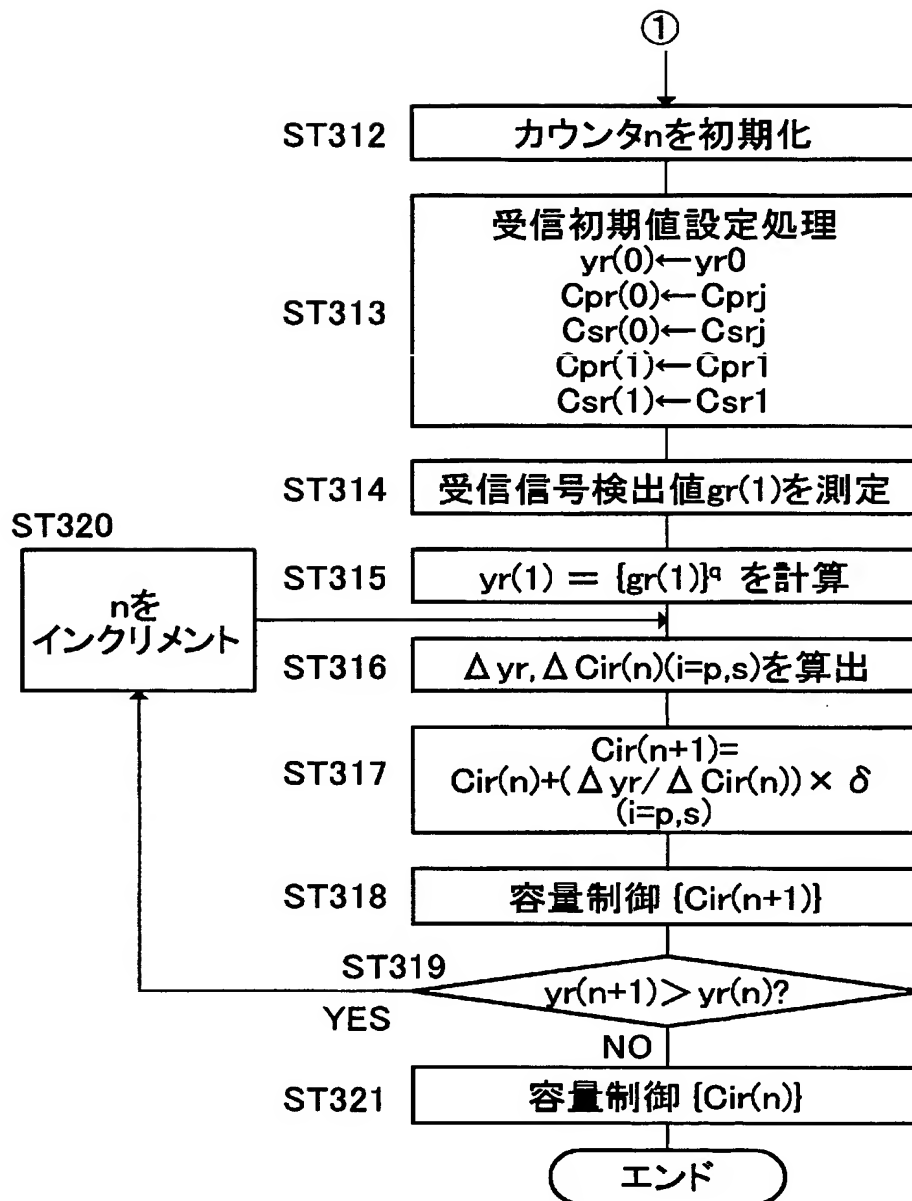 ①
ST312
カウンタnを初期化
ST313
受信初期値設定処理
yr(0)←yr0
Cpr(0)←Cprj
Csr(0)←Csrj
Cpr(1)←Cpr1
Csr(1)←Csr1
ST314
受信信号検出値gr(1)を測定
ST320
nを
インクリメント
ST315
yr(1) = {gr(1)}^q を計算
ST316
Δyr,ΔCir(n)(i=p,s)を算出
ST317
Cir(n+1)=
Cir(n)+(Δyr/ΔCir(n))×δ
(i=p,s)
ST318
容量制御 {Cir(n+1)}
ST319
yr(n+1)>yr(n)?
YES
NO
ST321
容量制御 {Cir(n)}
エンド